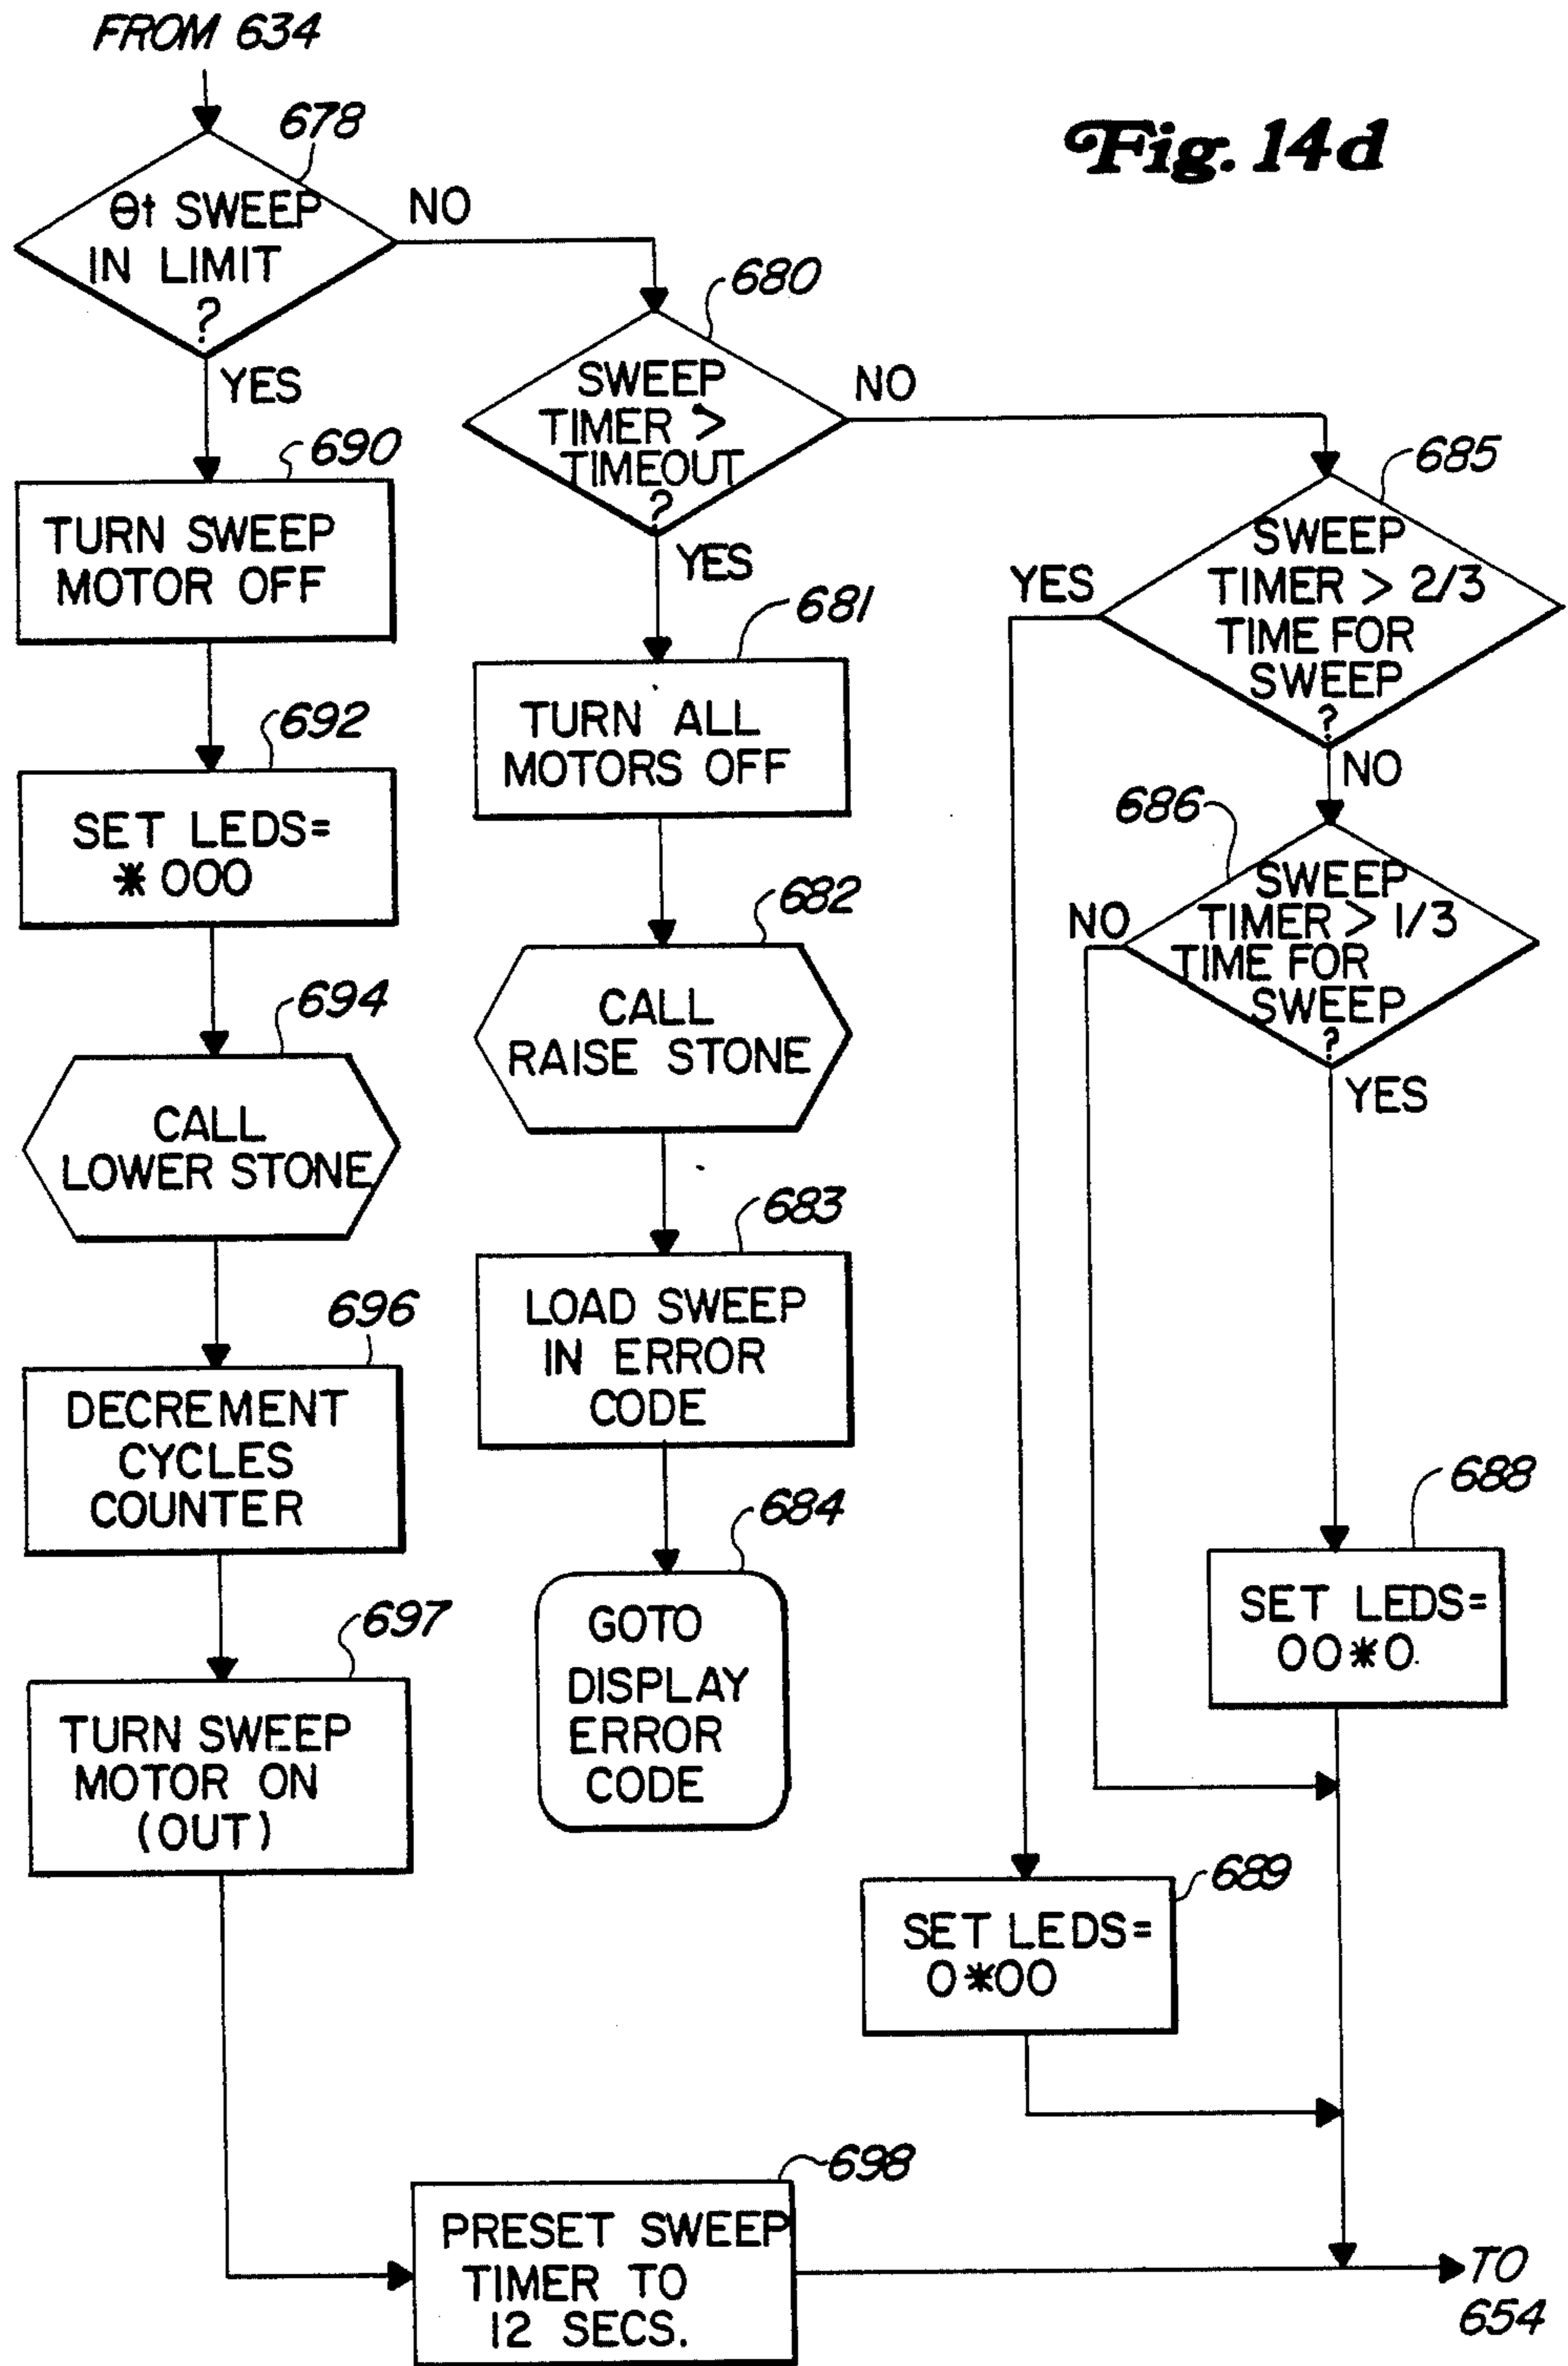 FROM 634
Fig. 14d
678
θt SWEEP
IN LIMIT
?
NO
YES
680
SWEEP
TIMER >
TIMEOUT
?
NO
YES
685
SWEEP
TIMER > 2/3
TIME FOR
SWEEP
?
YES
NO
686
SWEEP
TIMER > 1/3
TIME FOR
SWEEP
?
NO
YES
690
TURN SWEEP
MOTOR OFF
692
SET LEDS=
*000
694
CALL
LOWER STONE
696
DECREMENT
CYCLES
COUNTER
697
TURN SWEEP
MOTOR ON
(OUT)
681
TURN ALL
MOTORS OFF
682
CALL
RAISE STONE
683
LOAD SWEEP
IN ERROR
CODE
684
GOTO
DISPLAY
ERROR
CODE
688
SET LEDS=
00*0
689
SET LEDS=
0*00
698
PRESET SWEEP
TIMER TO
12 SECS.
TO
654